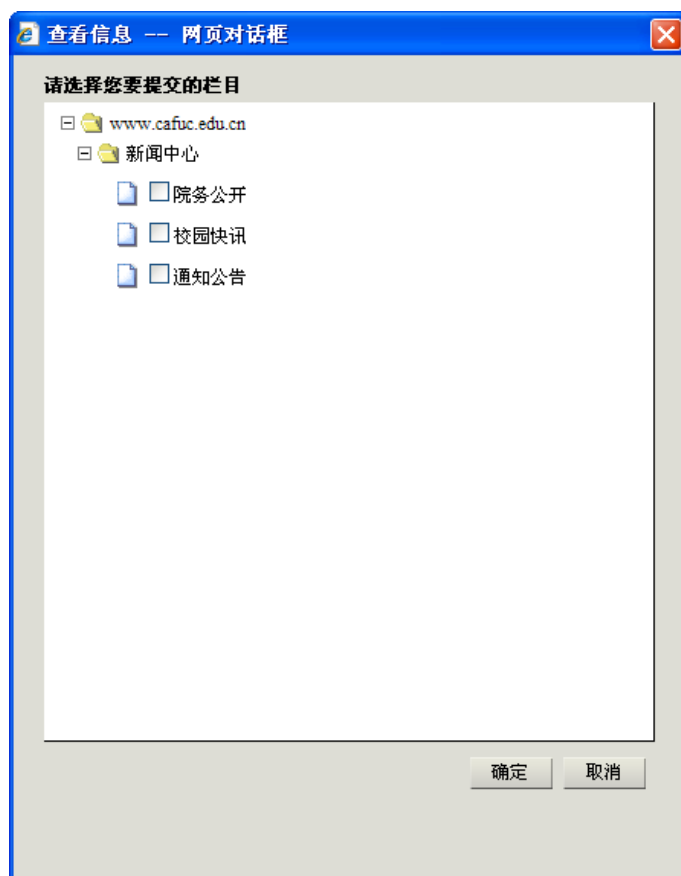 查看信息 -- 网页对话框
请选择您要提交的栏目
www.cafuc.edu.cn
新闻中心
院务公开
校园快讯
通知公告
确定 取消